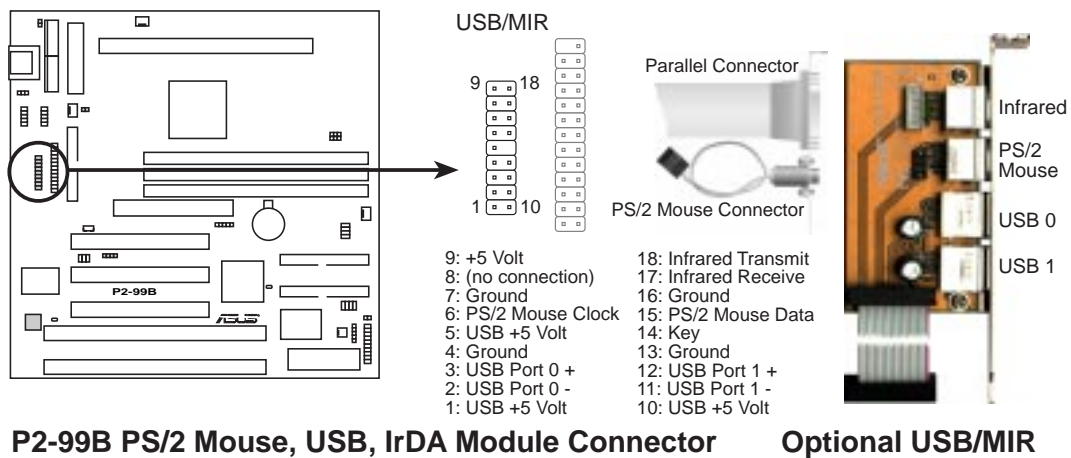 USB/MIR
9 18
1 10
Parallel Connector
PS/2 Mouse Connector
Infrared
PS/2
Mouse
USB 0
USB 1
P2-99B
ASUS
9: +5 Volt
8: (no connection)
7: Ground
6: PS/2 Mouse Clock
5: USB +5 Volt
4: Ground
3: USB Port 0 +
2: USB Port 0 -
1: USB +5 Volt
18: Infrared Transmit
17: Infrared Receive
16: Ground
15: PS/2 Mouse Data
14: Key
13: Ground
12: USB Port 1 +
11: USB Port 1 -
10: USB +5 Volt
P2-99B PS/2 Mouse, USB, IrDA Module Connector
Optional USB/MIR